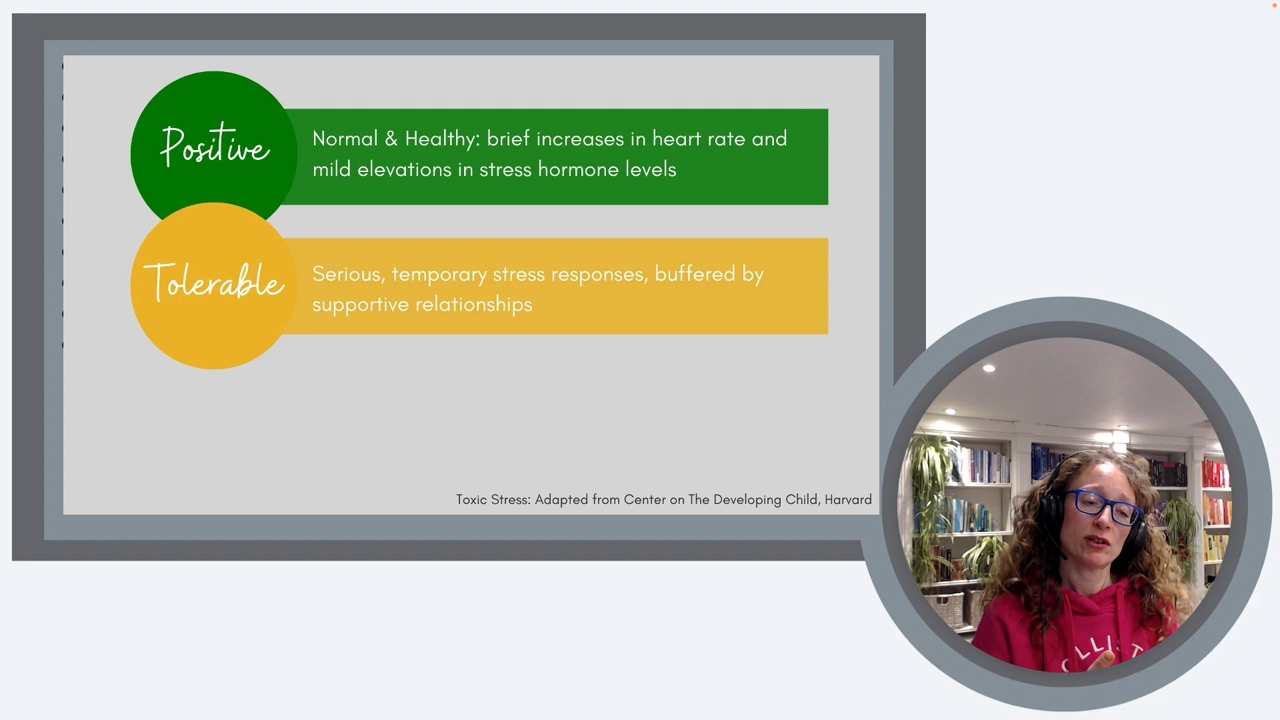 Positive
Normal & Healthy: brief increases in heart rate and
mild elevations in stress hormone levels
Tolerable
Serious, temporary stress responses, buffered by
supportive relationships
Toxic Stress: Adapted from Center on The Developing Child, Harvard